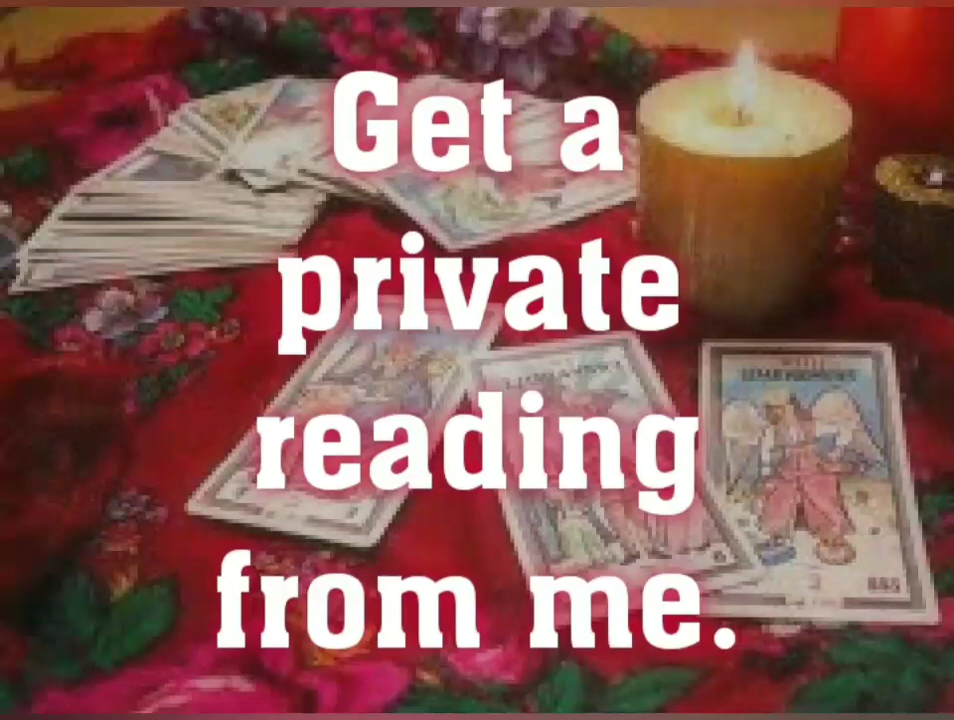 Get a
private
reading
from me.